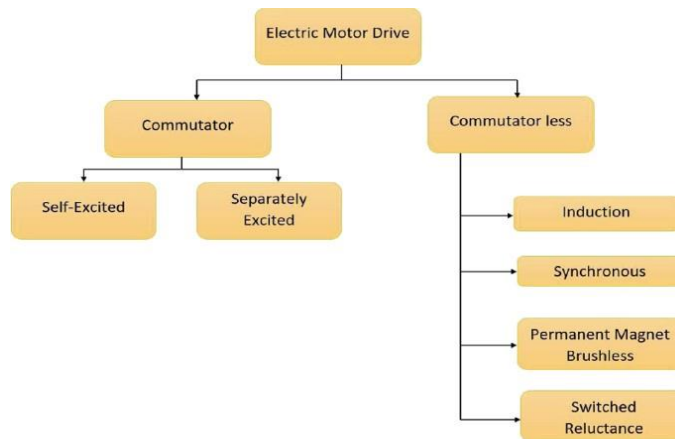 Electric Motor Drive
Commutator
Commutator less
Self-Excited
Separately
Excited
Induction
Synchronous
Permanent Magnet
Brushless
Switched
Reluctance